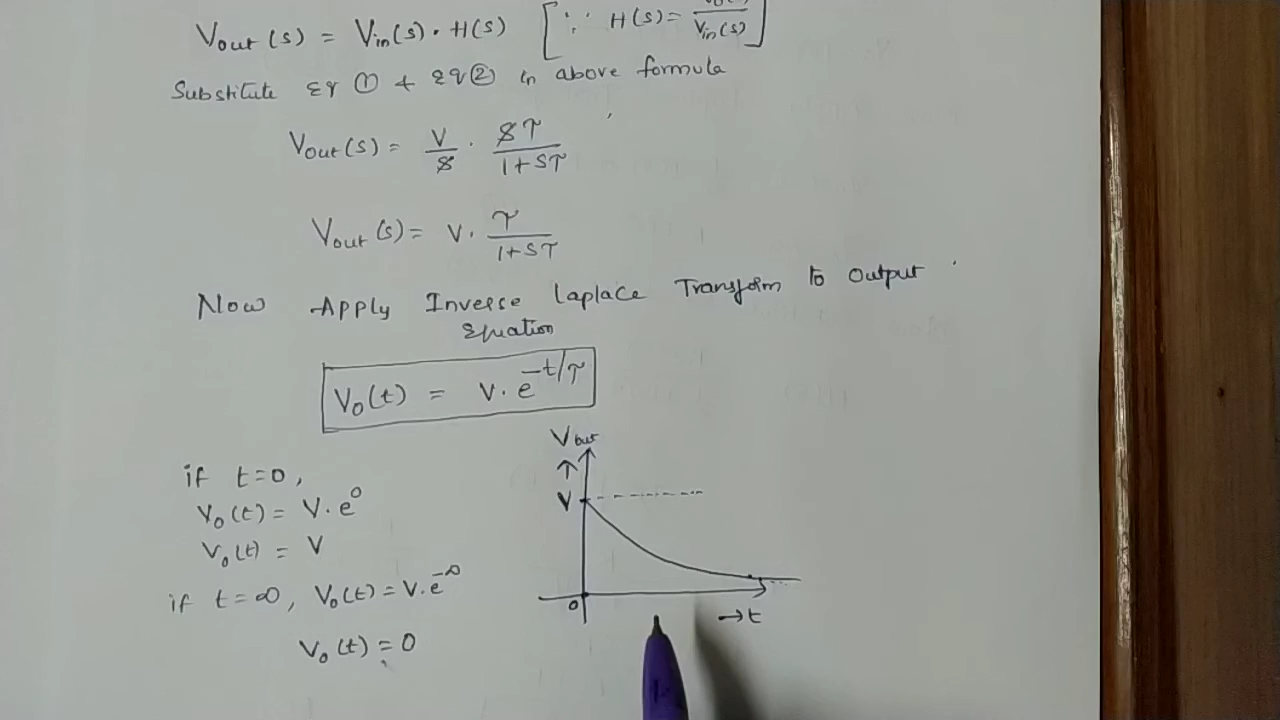 Vout (s) = Vin(s) · H(s) [∵ H(s) = / Vin(s)]
Substitute Eq ① + Eq ② in above formula
Vout(s) = V/s · sτ/1+sτ
Vout (s) = V · τ/1+sτ
Now Apply Inverse Laplace Transform to output
Equation
Vo(t) = V · e^-t/τ
Vout
if t=0,
V
Vo(t) = V · e^0
Vo(t) = V
if t=∞, Vo(t) = V · e^-∞
0
→t
Vo(t) = 0